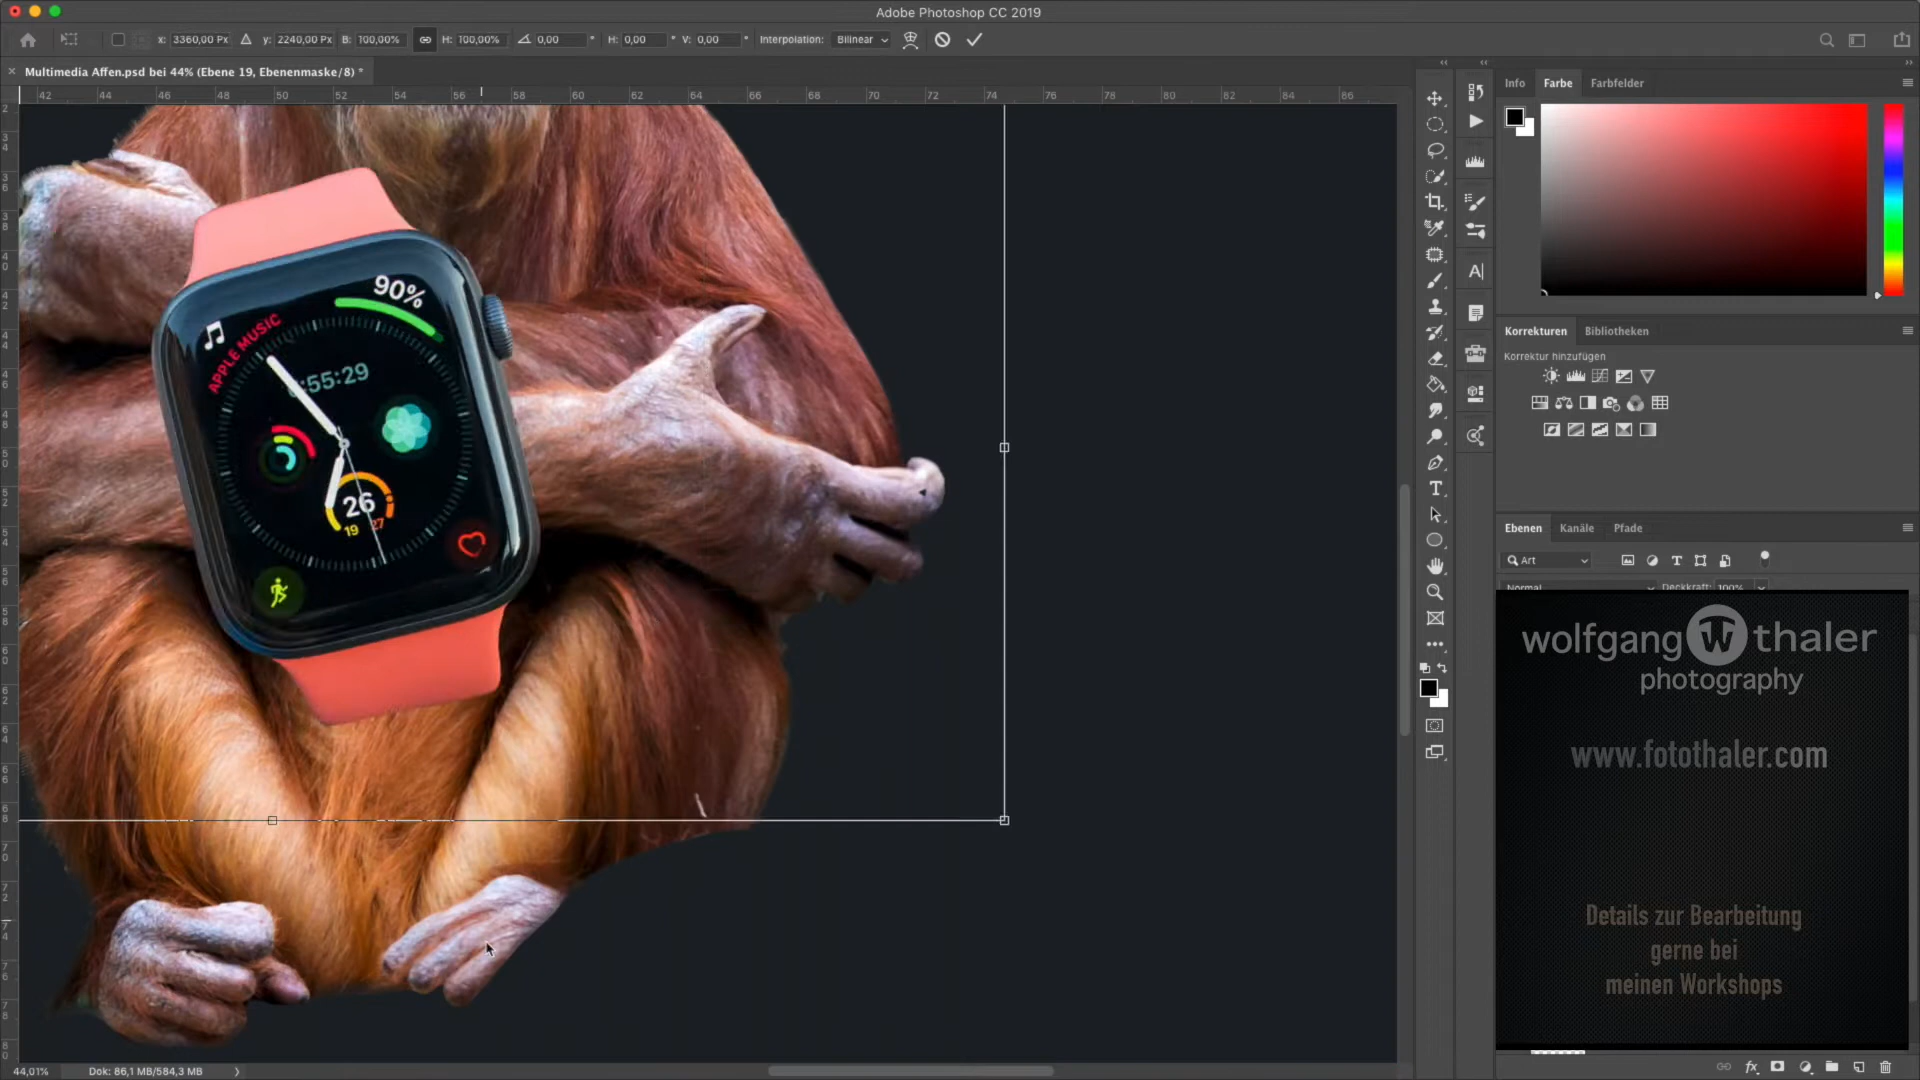 Adobe Photoshop CC 2019
x: 3360,00 Px y: 2240,00 Px B: 100,00% H: 100,00% 0,00 ° H: 0,00 ° V: 0,00 ° Interpolation: Bilinear
× Multimedia Affen.psd bei 44% (Ebene 19, Ebenenmaske/8) *
42 44 46 48 50 52 54 56 58 60 62 64 66 68 70 72 74 76 78 80 82 84 86
Info Farbe Farbfelder
Korrekturen Bibliotheken
Korrektur hinzufügen
Ebenen Kanäle Pfade
Art
Normal Deckkraft: 100%
90%
APPLE MUSIC
:55:29
26
19 27
wolfgang W thaler
photography
www.fotothaler.com
Details zur Bearbeitung
gerne bei
meinen Workshops
44,01% Dok: 86,1 MB/584,3 MB